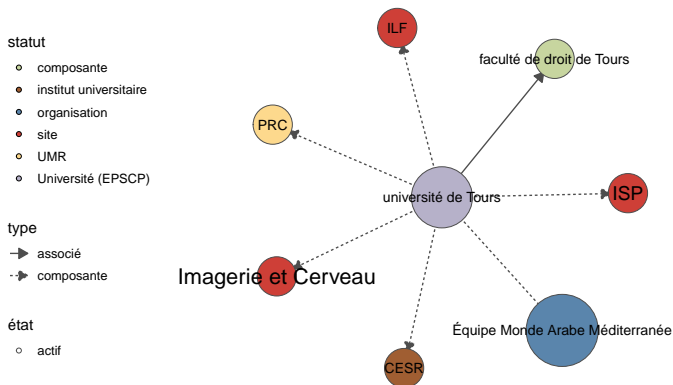 statut
composante
institut universitaire
organisation
site
UMR
Université (EPSCP)
type
associé
composante
état
actif
ILF
faculté de droit de Tours
PRC
université de Tours
ISP
Imagerie et Cerveau
Équipe Monde Arabe Méditerranée
CESR